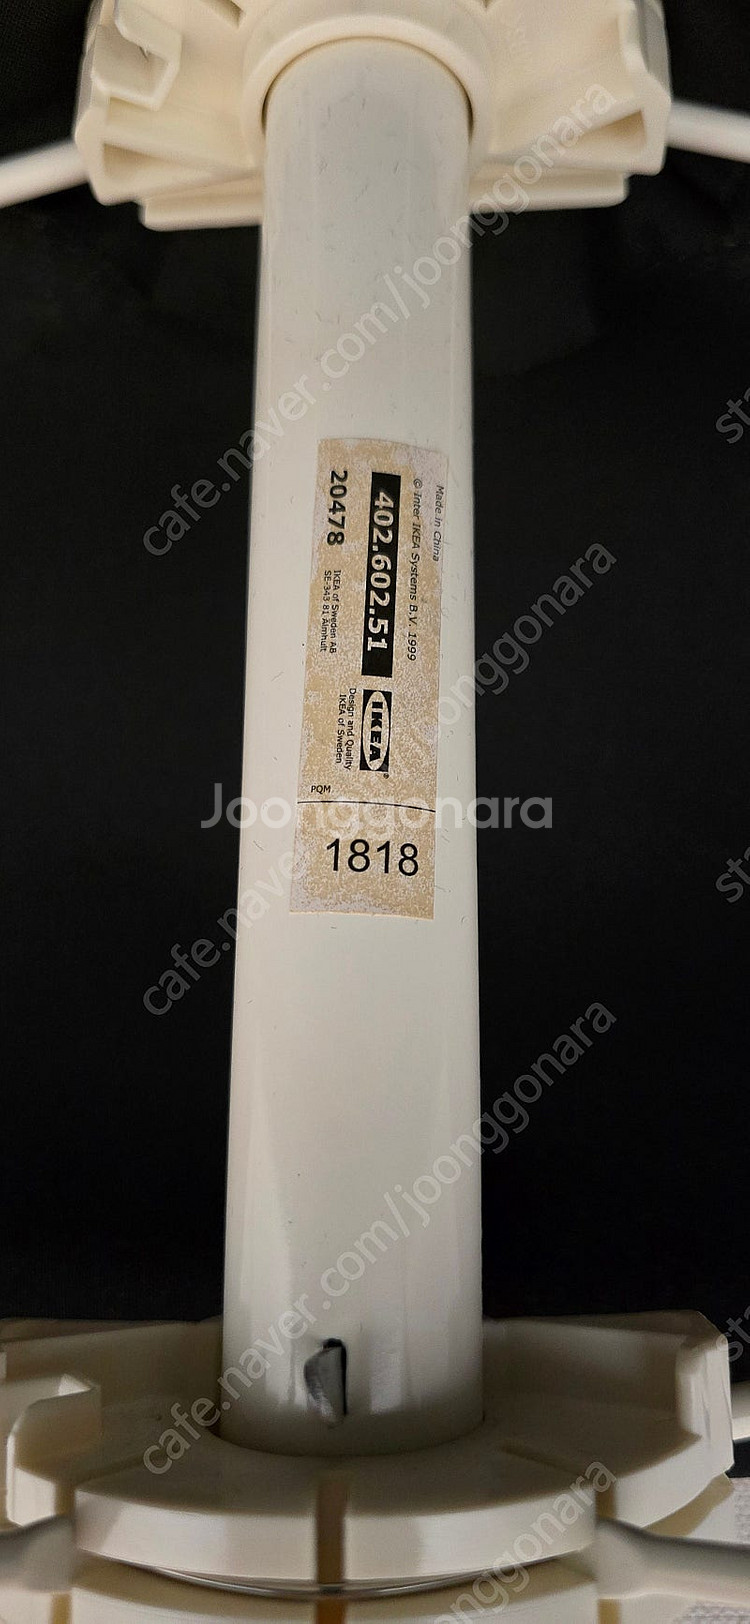 Made in China
© Inter IKEA Systems B.V. 1999
402.602.51
IKEA®
20478
IKEA of Sweden AB
SE-343 81 Älmhult
Design and Quality
IKEA of Sweden
PQM
1818
Joonggonara
cafe.naver.com/joonggonara
cafe.naver.com/joonggonara
cafe.naver.com/joonggonara